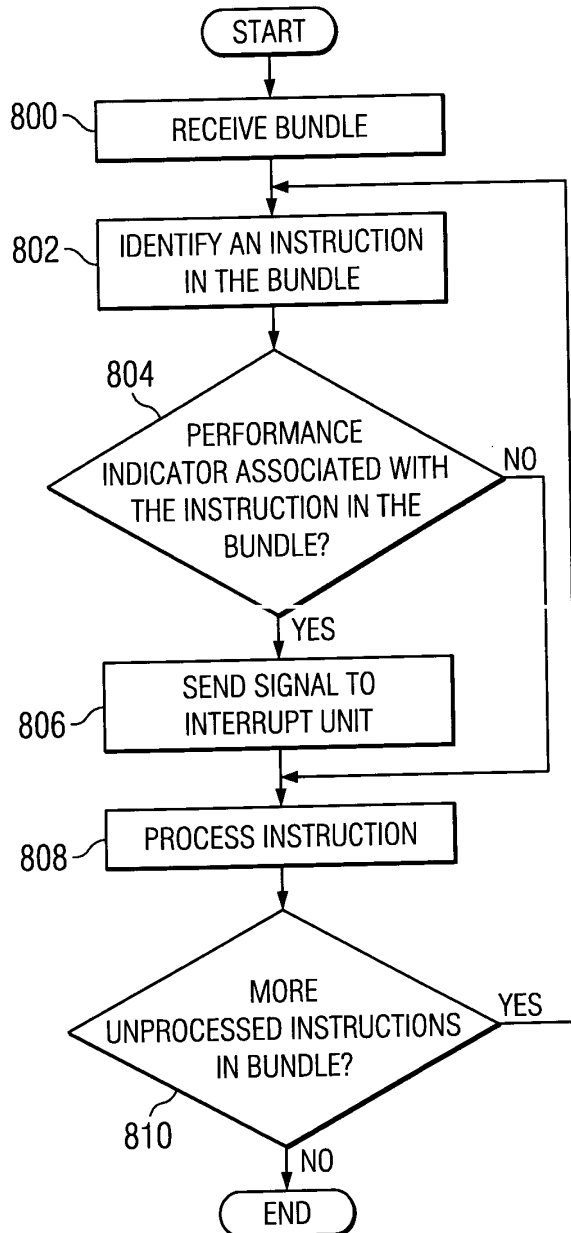 START
800
RECEIVE BUNDLE
802
IDENTIFY AN INSTRUCTION
IN THE BUNDLE
804
PERFORMANCE
INDICATOR ASSOCIATED WITH
THE INSTRUCTION IN THE
BUNDLE?
NO
YES
806
SEND SIGNAL TO
INTERRUPT UNIT
808
PROCESS INSTRUCTION
MORE
UNPROCESSED INSTRUCTIONS
IN BUNDLE?
YES
810
NO
END